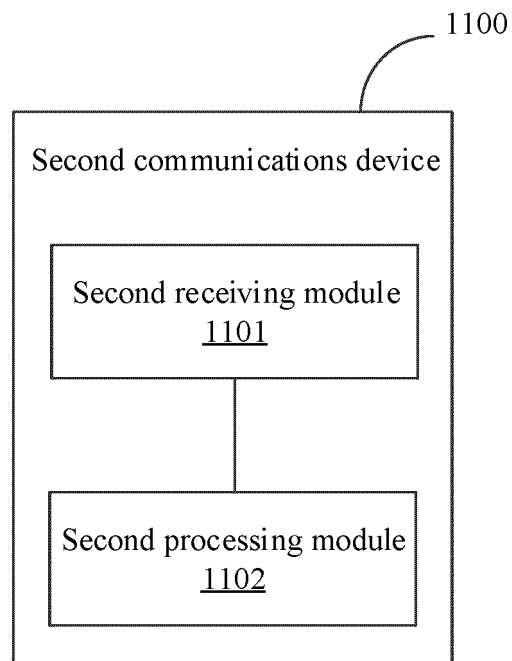 1100
Second communications device
Second receiving module
1101
Second processing module
1102